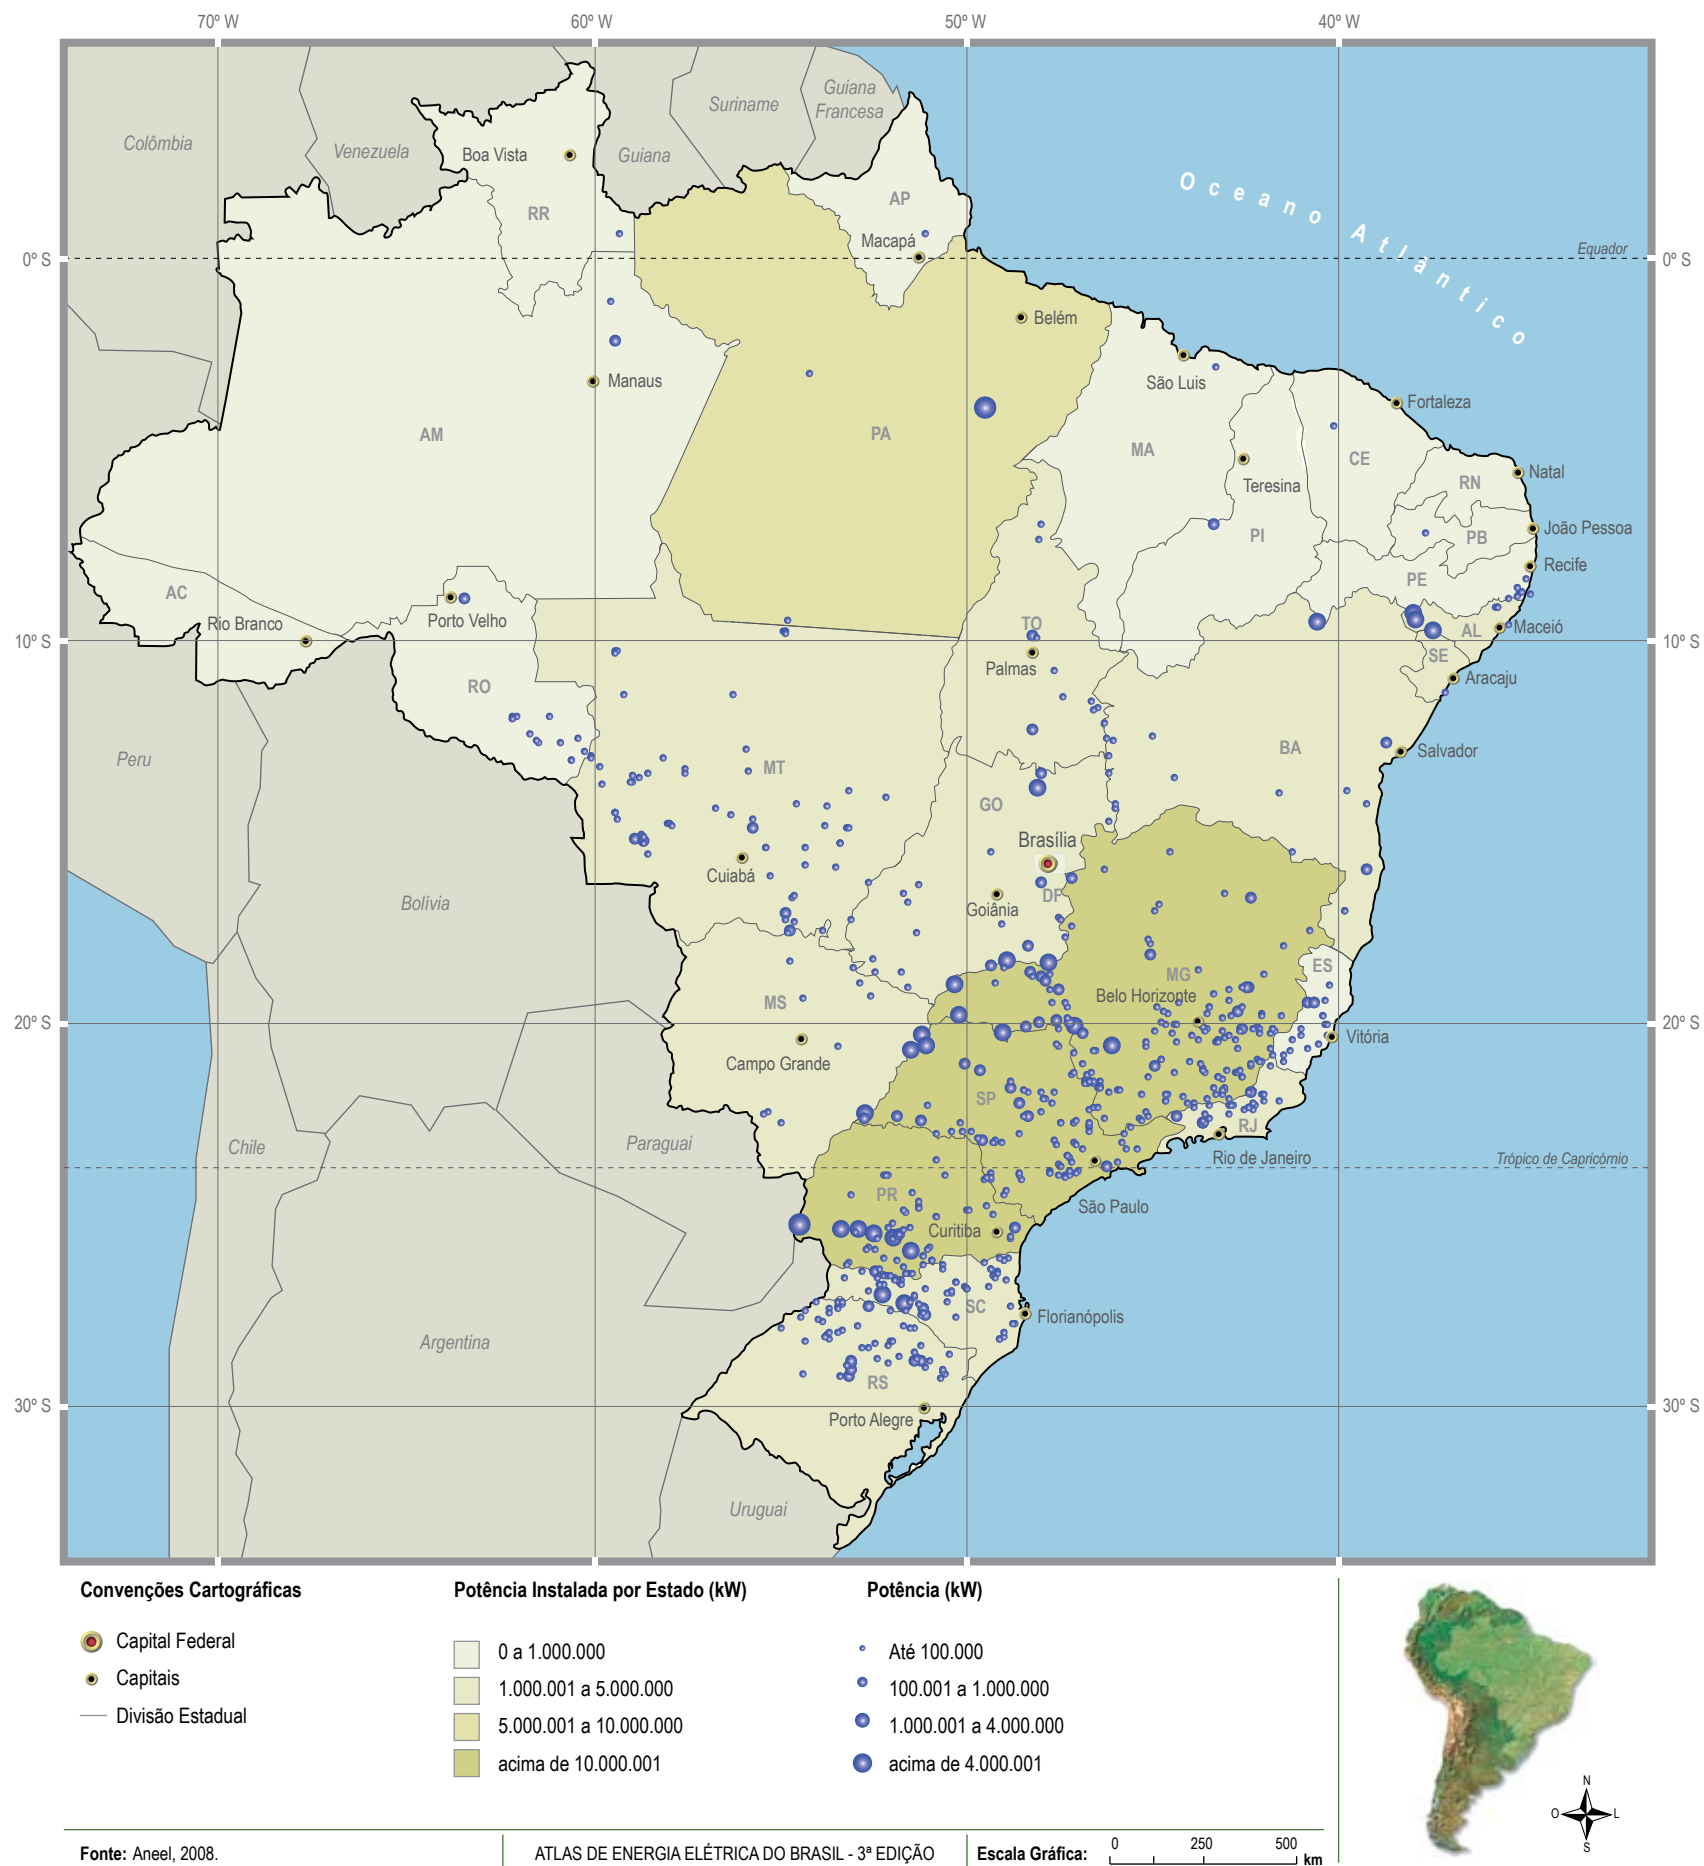 70º W
60º W
50º W
40º W
Colômbia
Venezuela
Boa Vista
Guiana
Suriname
Guiana
Francesa
RR
AP
Macapá
Oceano Atlântico
Equador
0º S
0º S
Belém
Manaus
São Luis
Fortaleza
AM
PA
MA
Teresina
CE
RN
Natal
PI
PB
João Pessoa
AC
Rio Branco
Porto Velho
PE
Recife
TO
AL
Maceió
10º S
10º S
Palmas
SE
Aracaju
RO
Peru
MT
BA
Salvador
GO
Brasília
Cuiabá
DF
Goiânia
Bolívia
MG
ES
Belo Horizonte
MS
20º S
20º S
Vitória
Campo Grande
SP
RJ
Chile
Paraguai
Rio de Janeiro
Trópico de Capricórnio
PR
São Paulo
Curitiba
SC
Florianópolis
Argentina
RS
Porto Alegre
30º S
30º S
Uruguai
Convenções Cartográficas
Capital Federal
Capitais
Divisão Estadual
Potência Instalada por Estado (kW)
0 a 1.000.000
1.000.001 a 5.000.000
5.000.001 a 10.000.000
acima de 10.000.001
Potência (kW)
Até 100.000
100.001 a 1.000.000
1.000.001 a 4.000.000
acima de 4.000.001
N
O
L
S
Fonte: Aneel, 2008.
ATLAS DE ENERGIA ELÉTRICA DO BRASIL - 3ª EDIÇÃO
Escala Gráfica:
0 250 500
km